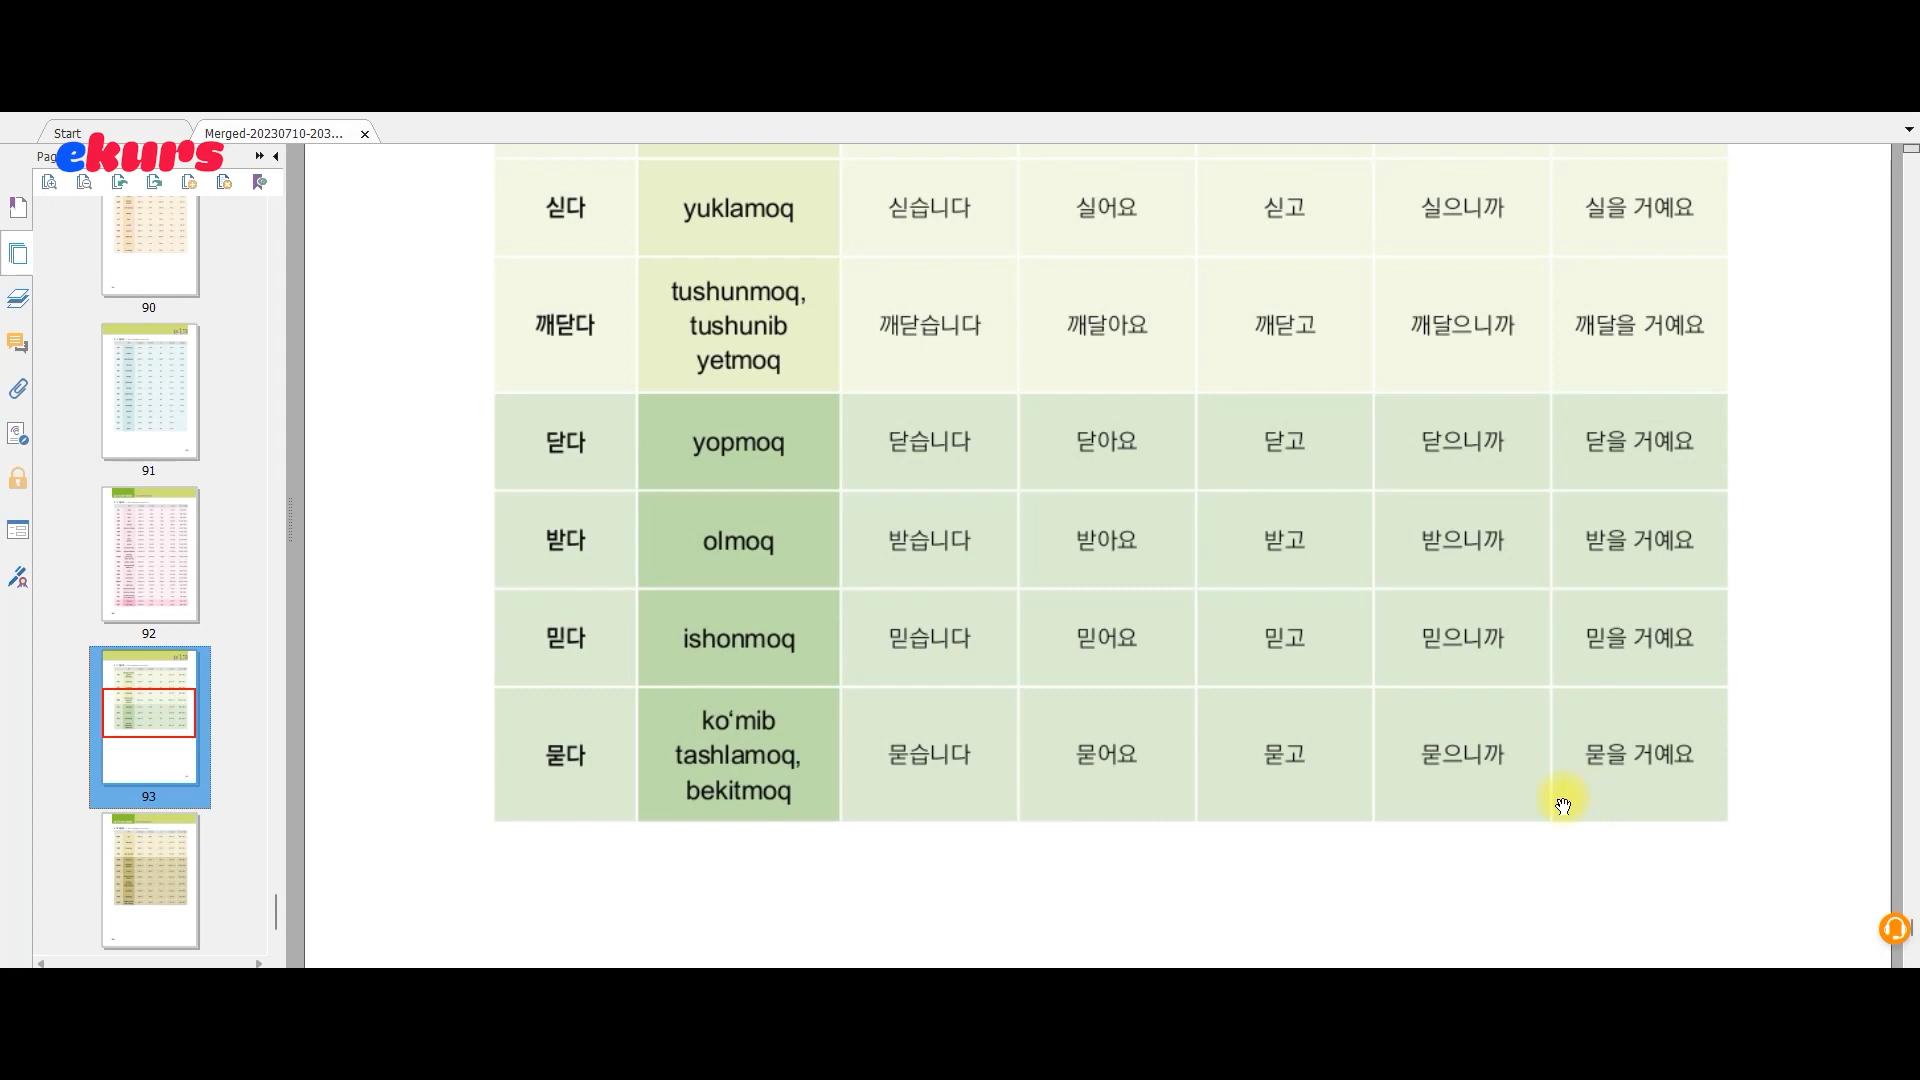 Start
Merged-20230710-203...
ekurs
싣다 yuklamoq 싣습니다 실어요 싣고 실으니까 실을 거예요
깨닫다 tushunmoq, tushunib yetmoq 깨닫습니다 깨달아요 깨닫고 깨달으니까 깨달을 거예요
닫다 yopmoq 닫습니다 닫아요 닫고 닫으니까 닫을 거예요
받다 olmoq 받습니다 받아요 받고 받으니까 받을 거예요
믿다 ishonmoq 믿습니다 믿어요 믿고 믿으니까 믿을 거예요
묻다 ko‘mib tashlamoq, bekitmoq 묻습니다 묻어요 묻고 묻으니까 묻을 거예요
90
91
92
93